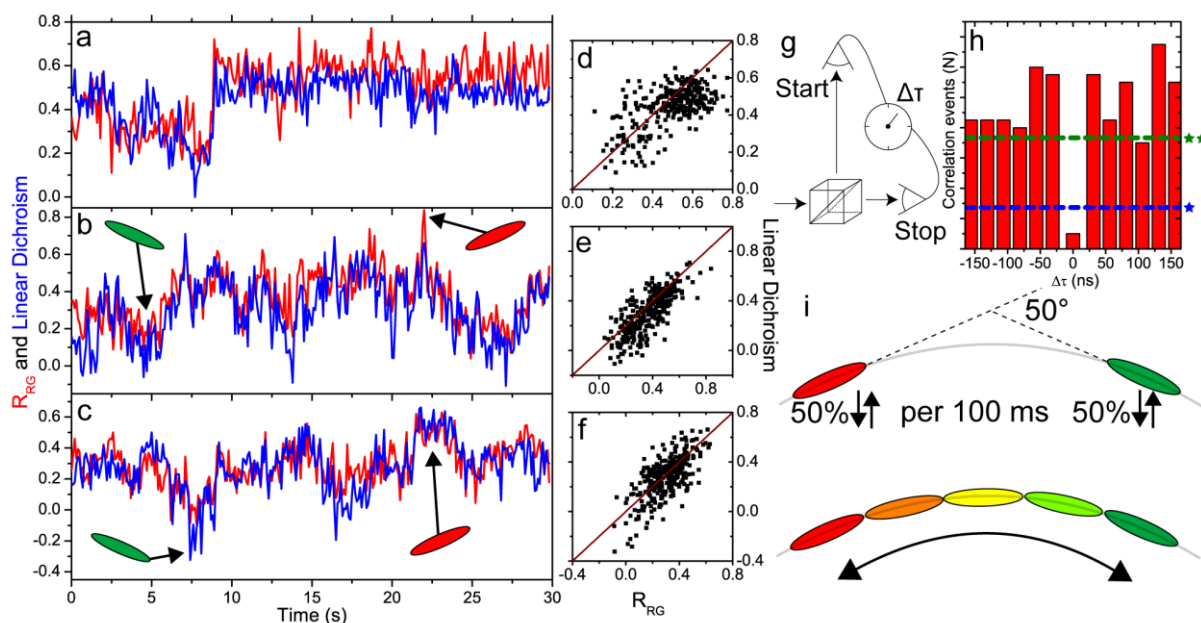 R_RG and Linear Dichroism
a
0.8
0.6
0.4
0.2
0.0
b
0.8
0.6
0.4
0.2
0.0
c
0.6
0.4
0.2
0.0
-0.2
-0.4
0 5 10 15 20 25 30
Time (s)
d
0.0 0.2 0.4 0.6 0.8
0.8
0.6
0.4
0.2
0.0
e
0.8
0.4
0.0
0.0 0.4 0.8
f
0.8
0.4
0.0
-0.4
-0.4 0.0 0.4 0.8
R_RG
Linear Dichroism
g
Start
Δτ
Stop
h
Correlation events (N)
-150 -100 -50 0 50 100 150
Δτ (ns)
i
50°
50% per 100 ms 50%